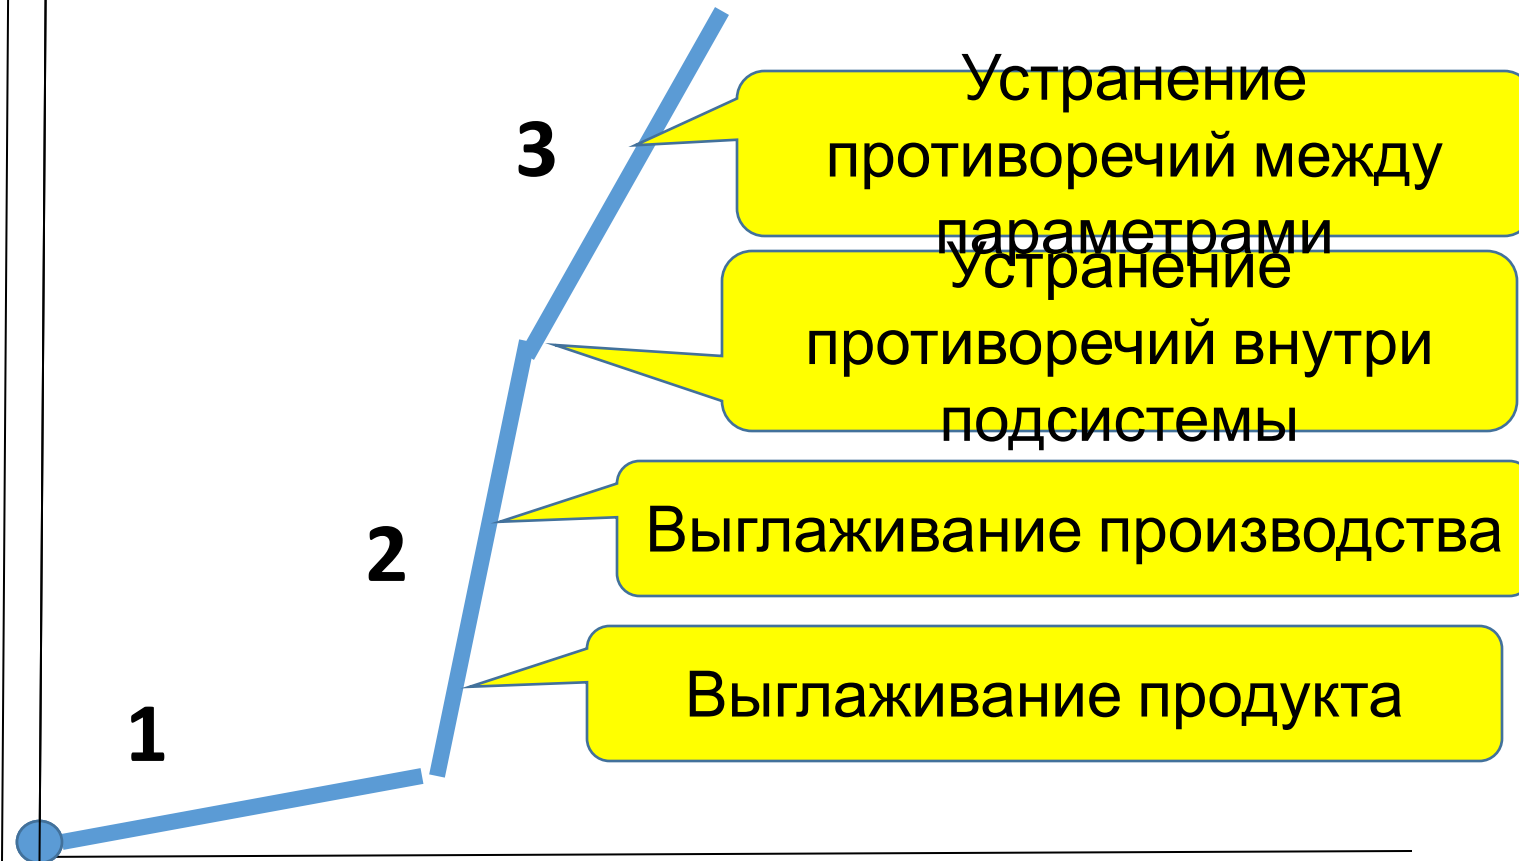 3
Устранение
противоречий между
параметрами
Устранение
противоречий внутри
подсистемы
2
Выглаживание производства
1
Выглаживание продукта